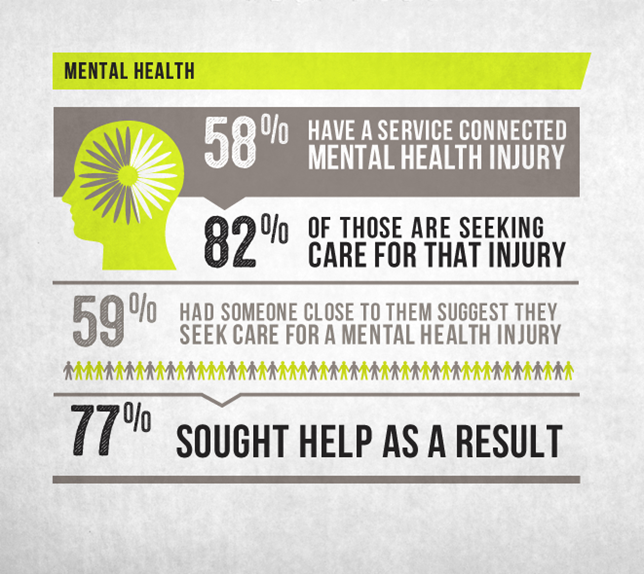 MENTAL HEALTH
58% HAVE A SERVICE CONNECTED
MENTAL HEALTH INJURY
82% OF THOSE ARE SEEKING
CARE FOR THAT INJURY
59% HAD SOMEONE CLOSE TO THEM SUGGEST THEY
SEEK CARE FOR A MENTAL HEALTH INJURY
77% SOUGHT HELP AS A RESULT